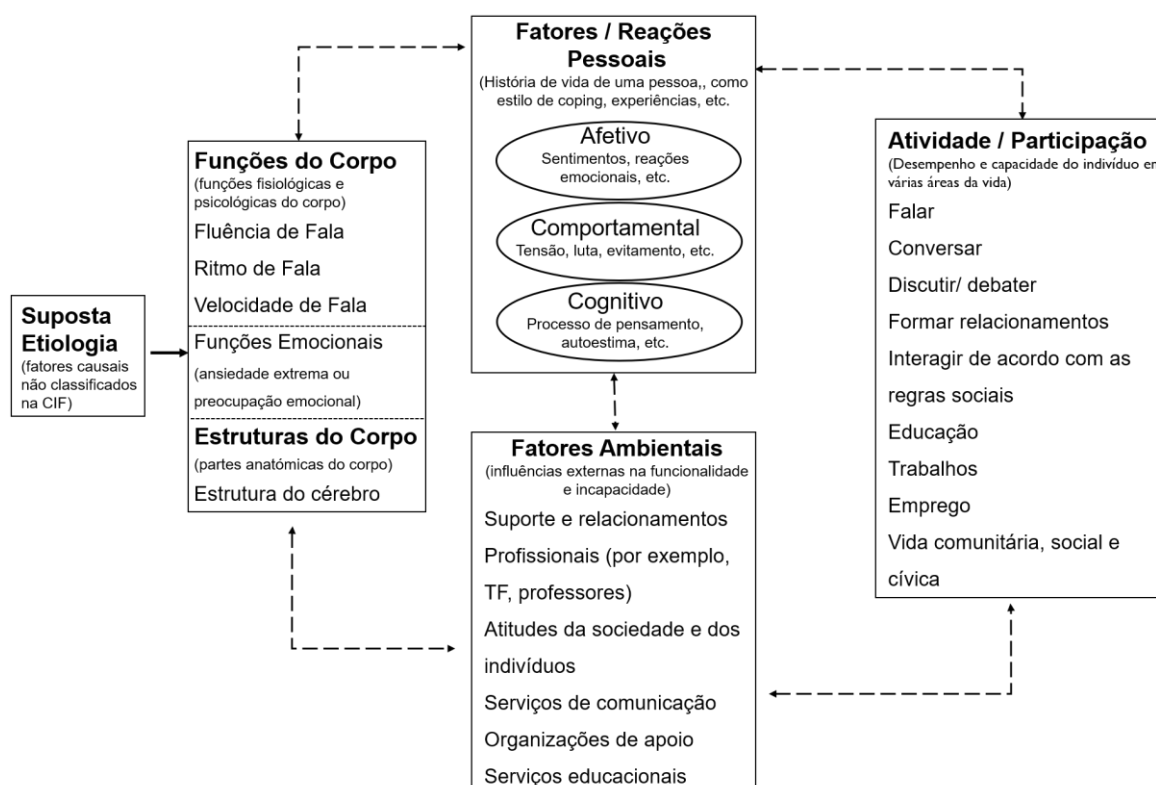 Suposta
Etiologia
(fatores causais
não classificados
na CIF)
Funções do Corpo
(funções fisiológicas e
psicológicas do corpo)
Fluência de Fala
Ritmo de Fala
Velocidade de Fala
Funções Emocionais
(ansiedade extrema ou
preocupação emocional)
Estruturas do Corpo
(partes anatómicas do corpo)
Estrutura do cérebro
Fatores / Reações
Pessoais
(História de vida de uma pessoa,, como
estilo de coping, experiências, etc.
Afetivo
Sentimentos, reações
emocionais, etc.
Comportamental
Tensão, luta, evitamento, etc.
Cognitivo
Processo de pensamento,
autoestima, etc.
Fatores Ambientais
(influências externas na funcionalidade
e incapacidade)
Suporte e relacionamentos
Profissionais (por exemplo,
TF, professores)
Atitudes da sociedade e dos
indivíduos
Serviços de comunicação
Organizações de apoio
Serviços educacionais
Atividade / Participação
(Desempenho e capacidade do indivíduo em
várias áreas da vida)
Falar
Conversar
Discutir/ debater
Formar relacionamentos
Interagir de acordo com as
regras sociais
Educação
Trabalhos
Emprego
Vida comunitária, social e
cívica